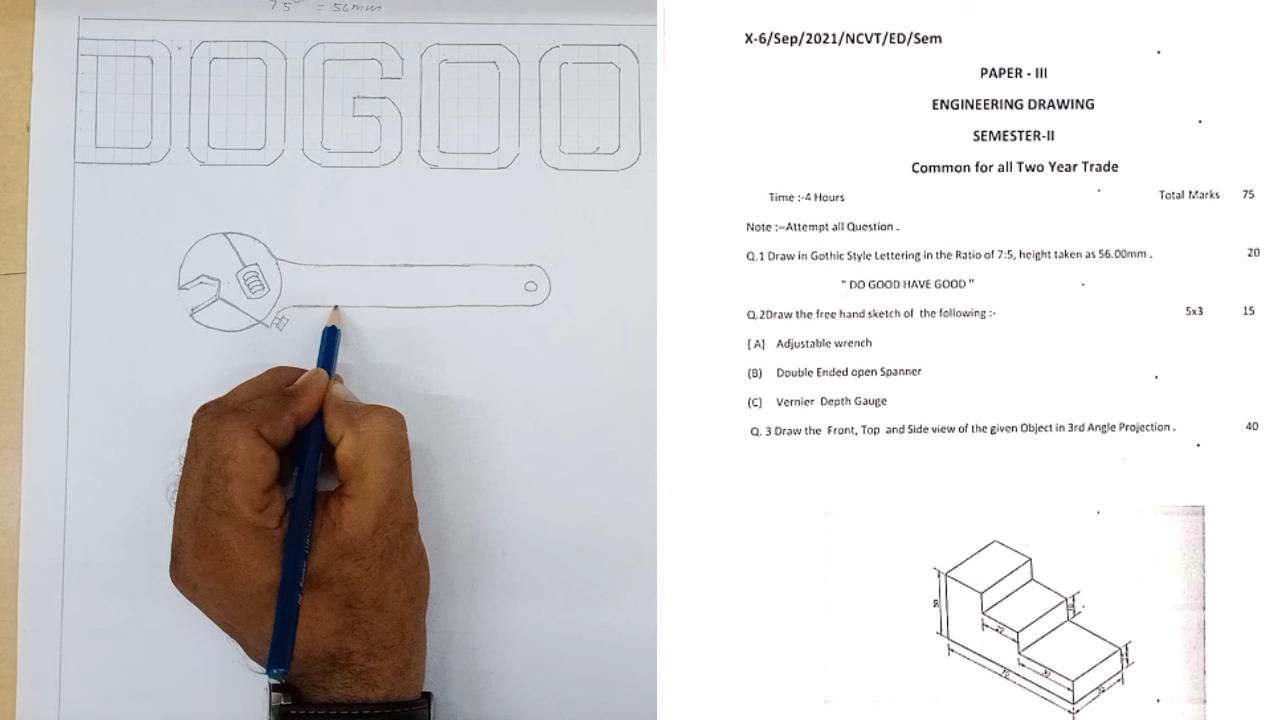 7:5 = 56mm
DOGOO
X-6/Sep/2021/NCVT/ED/Sem
PAPER - III
ENGINEERING DRAWING
SEMESTER-II
Common for all Two Year Trade
Time :-4 Hours Total Marks 75
Note :-Attempt all Question .
Q.1 Draw in Gothic Style Lettering in the Ratio of 7:5, height taken as 56.00mm . 20
" DO GOOD HAVE GOOD "
Q.2Draw the free hand sketch of the following :- 5x3 15
(A) Adjustable wrench
(B) Double Ended open Spanner
(C) Vernier Depth Gauge
Q. 3 Draw the Front, Top and Side view of the given Object in 3rd Angle Projection . 40